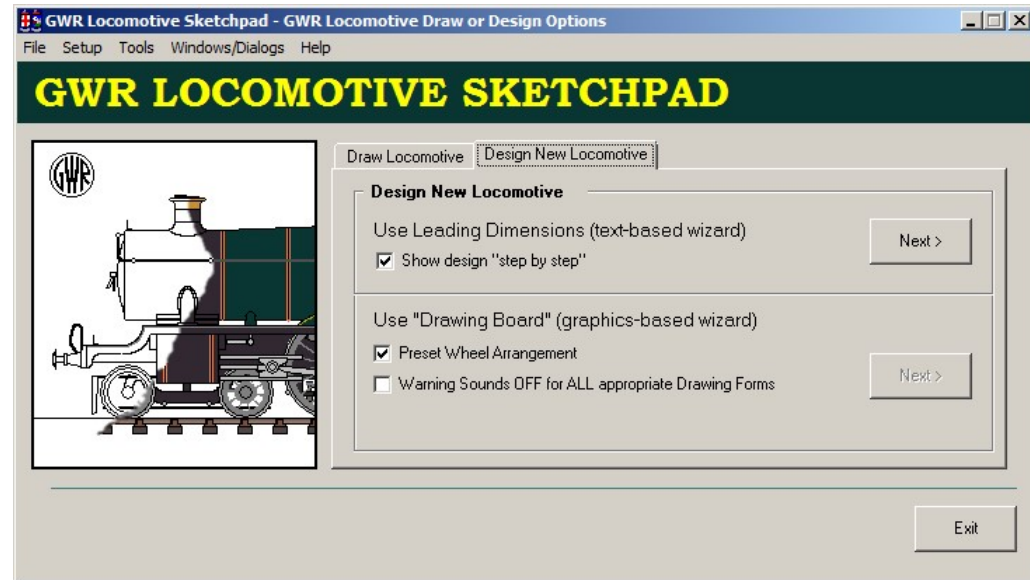 GWR Locomotive Sketchpad - GWR Locomotive Draw or Design Options
File Setup Tools Windows/Dialogs Help
GWR LOCOMOTIVE SKETCHPAD
GWR
Draw Locomotive Design New Locomotive
Design New Locomotive
Use Leading Dimensions (text-based wizard)
Next >
Show design "step by step"
Use "Drawing Board" (graphics-based wizard)
Preset Wheel Arrangement
Next >
Warning Sounds OFF for ALL appropriate Drawing Forms
Exit